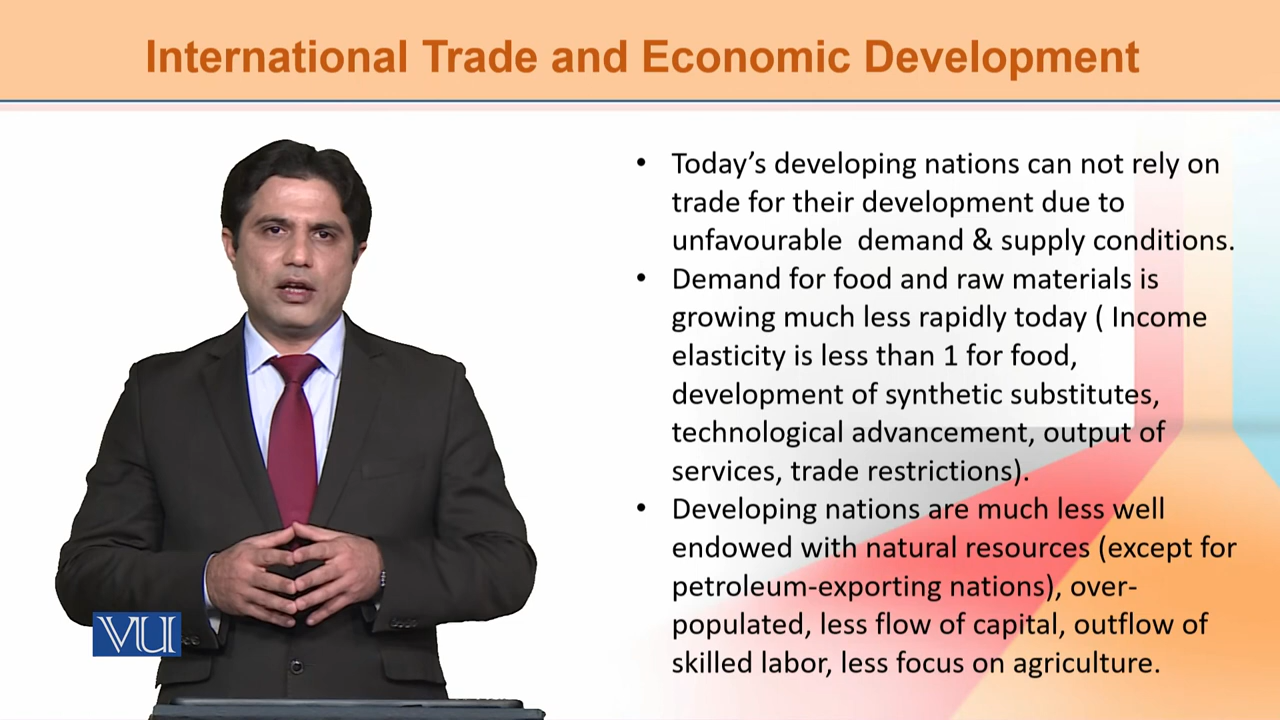 International Trade and Economic Development
• Today’s developing nations can not rely on
trade for their development due to
unfavourable  demand & supply conditions.
• Demand for food and raw materials is
growing much less rapidly today ( Income
elasticity is less than 1 for food,
development of synthetic substitutes,
technological advancement, output of
services, trade restrictions).
• Developing nations are much less well
endowed with natural resources (except for
petroleum-exporting nations), over-
populated, less flow of capital, outflow of
skilled labor, less focus on agriculture.
VU